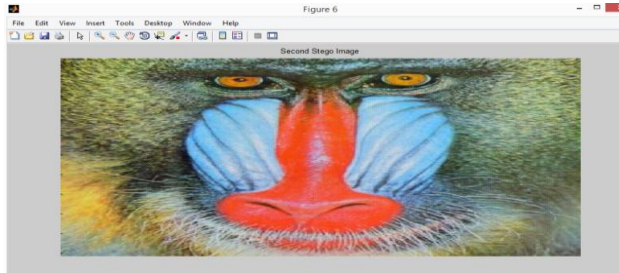 Figure 6
File Edit View Insert Tools Desktop Window Help
Second Stego Image